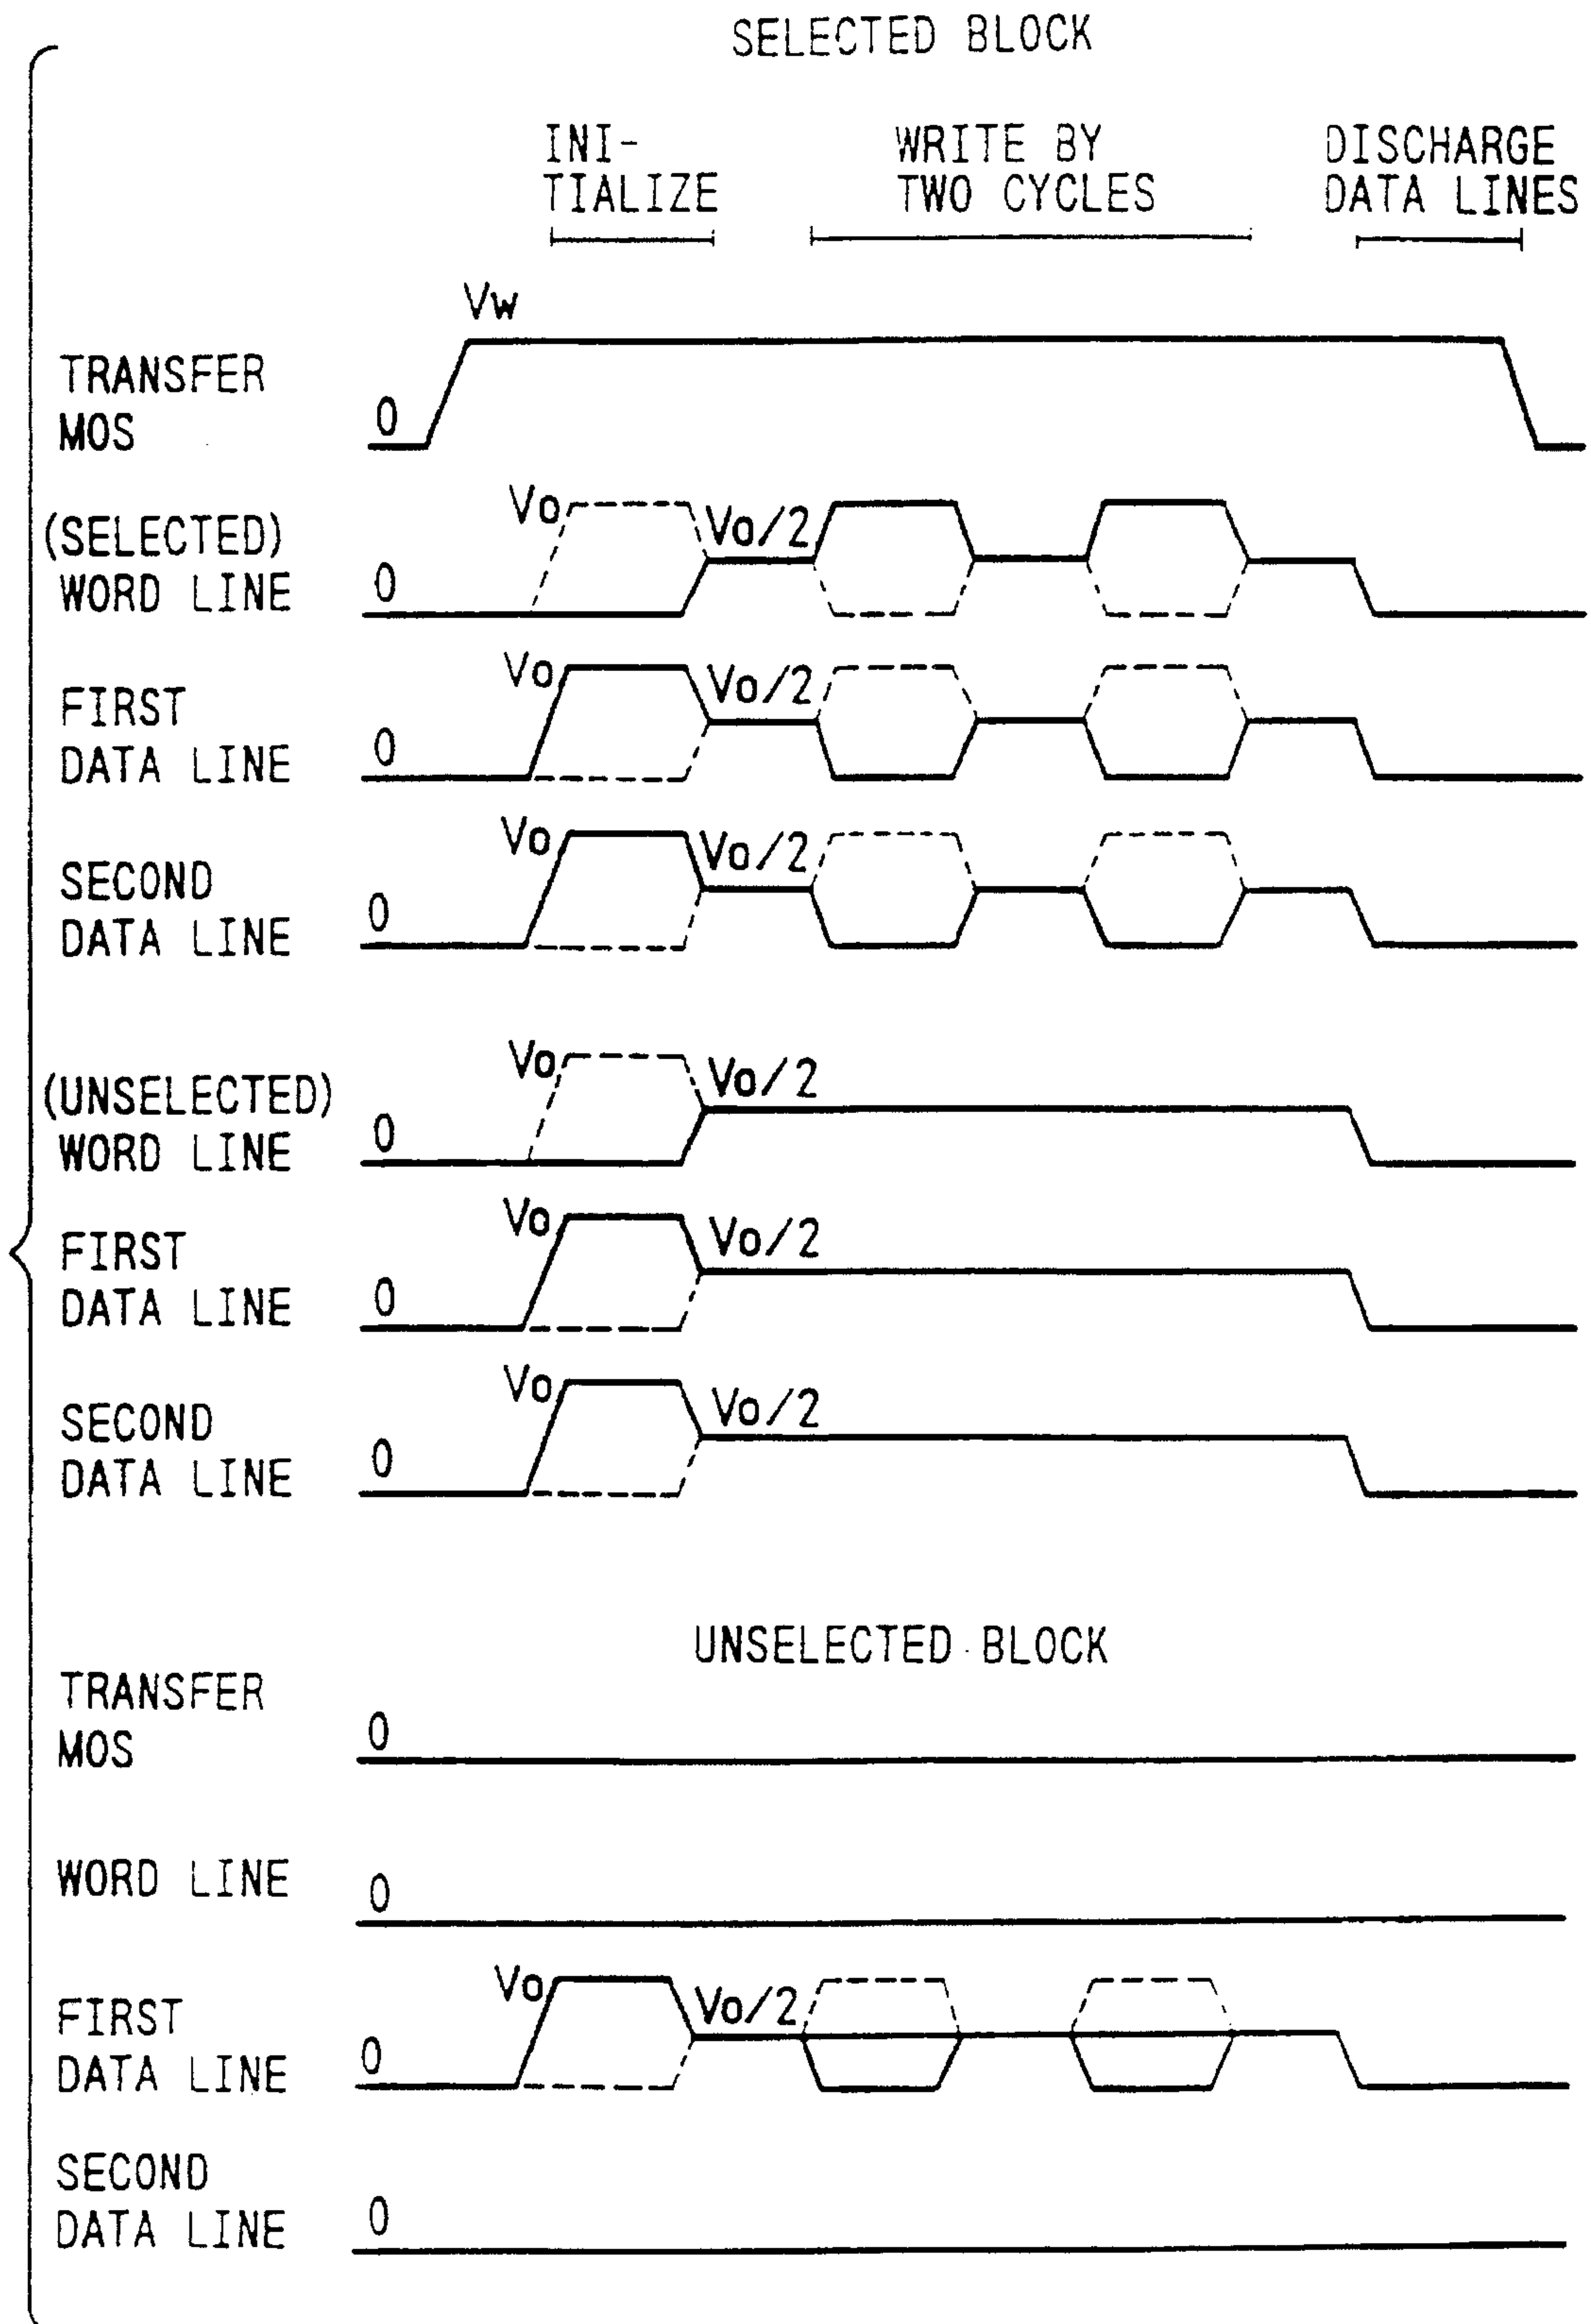 SELECTED BLOCK
INI-
TIALIZE
WRITE BY
TWO CYCLES
DISCHARGE
DATA LINES
Vw
TRANSFER
MOS
0
(SELECTED)
WORD LINE
Vo
Vo/2
0
FIRST
DATA LINE
Vo
Vo/2
0
SECOND
DATA LINE
Vo
Vo/2
0
(UNSELECTED)
WORD LINE
Vo
Vo/2
0
FIRST
DATA LINE
Vo
Vo/2
0
SECOND
DATA LINE
Vo
Vo/2
0
UNSELECTED BLOCK
TRANSFER
MOS
0
WORD LINE
0
FIRST
DATA LINE
Vo
Vo/2
0
SECOND
DATA LINE
0